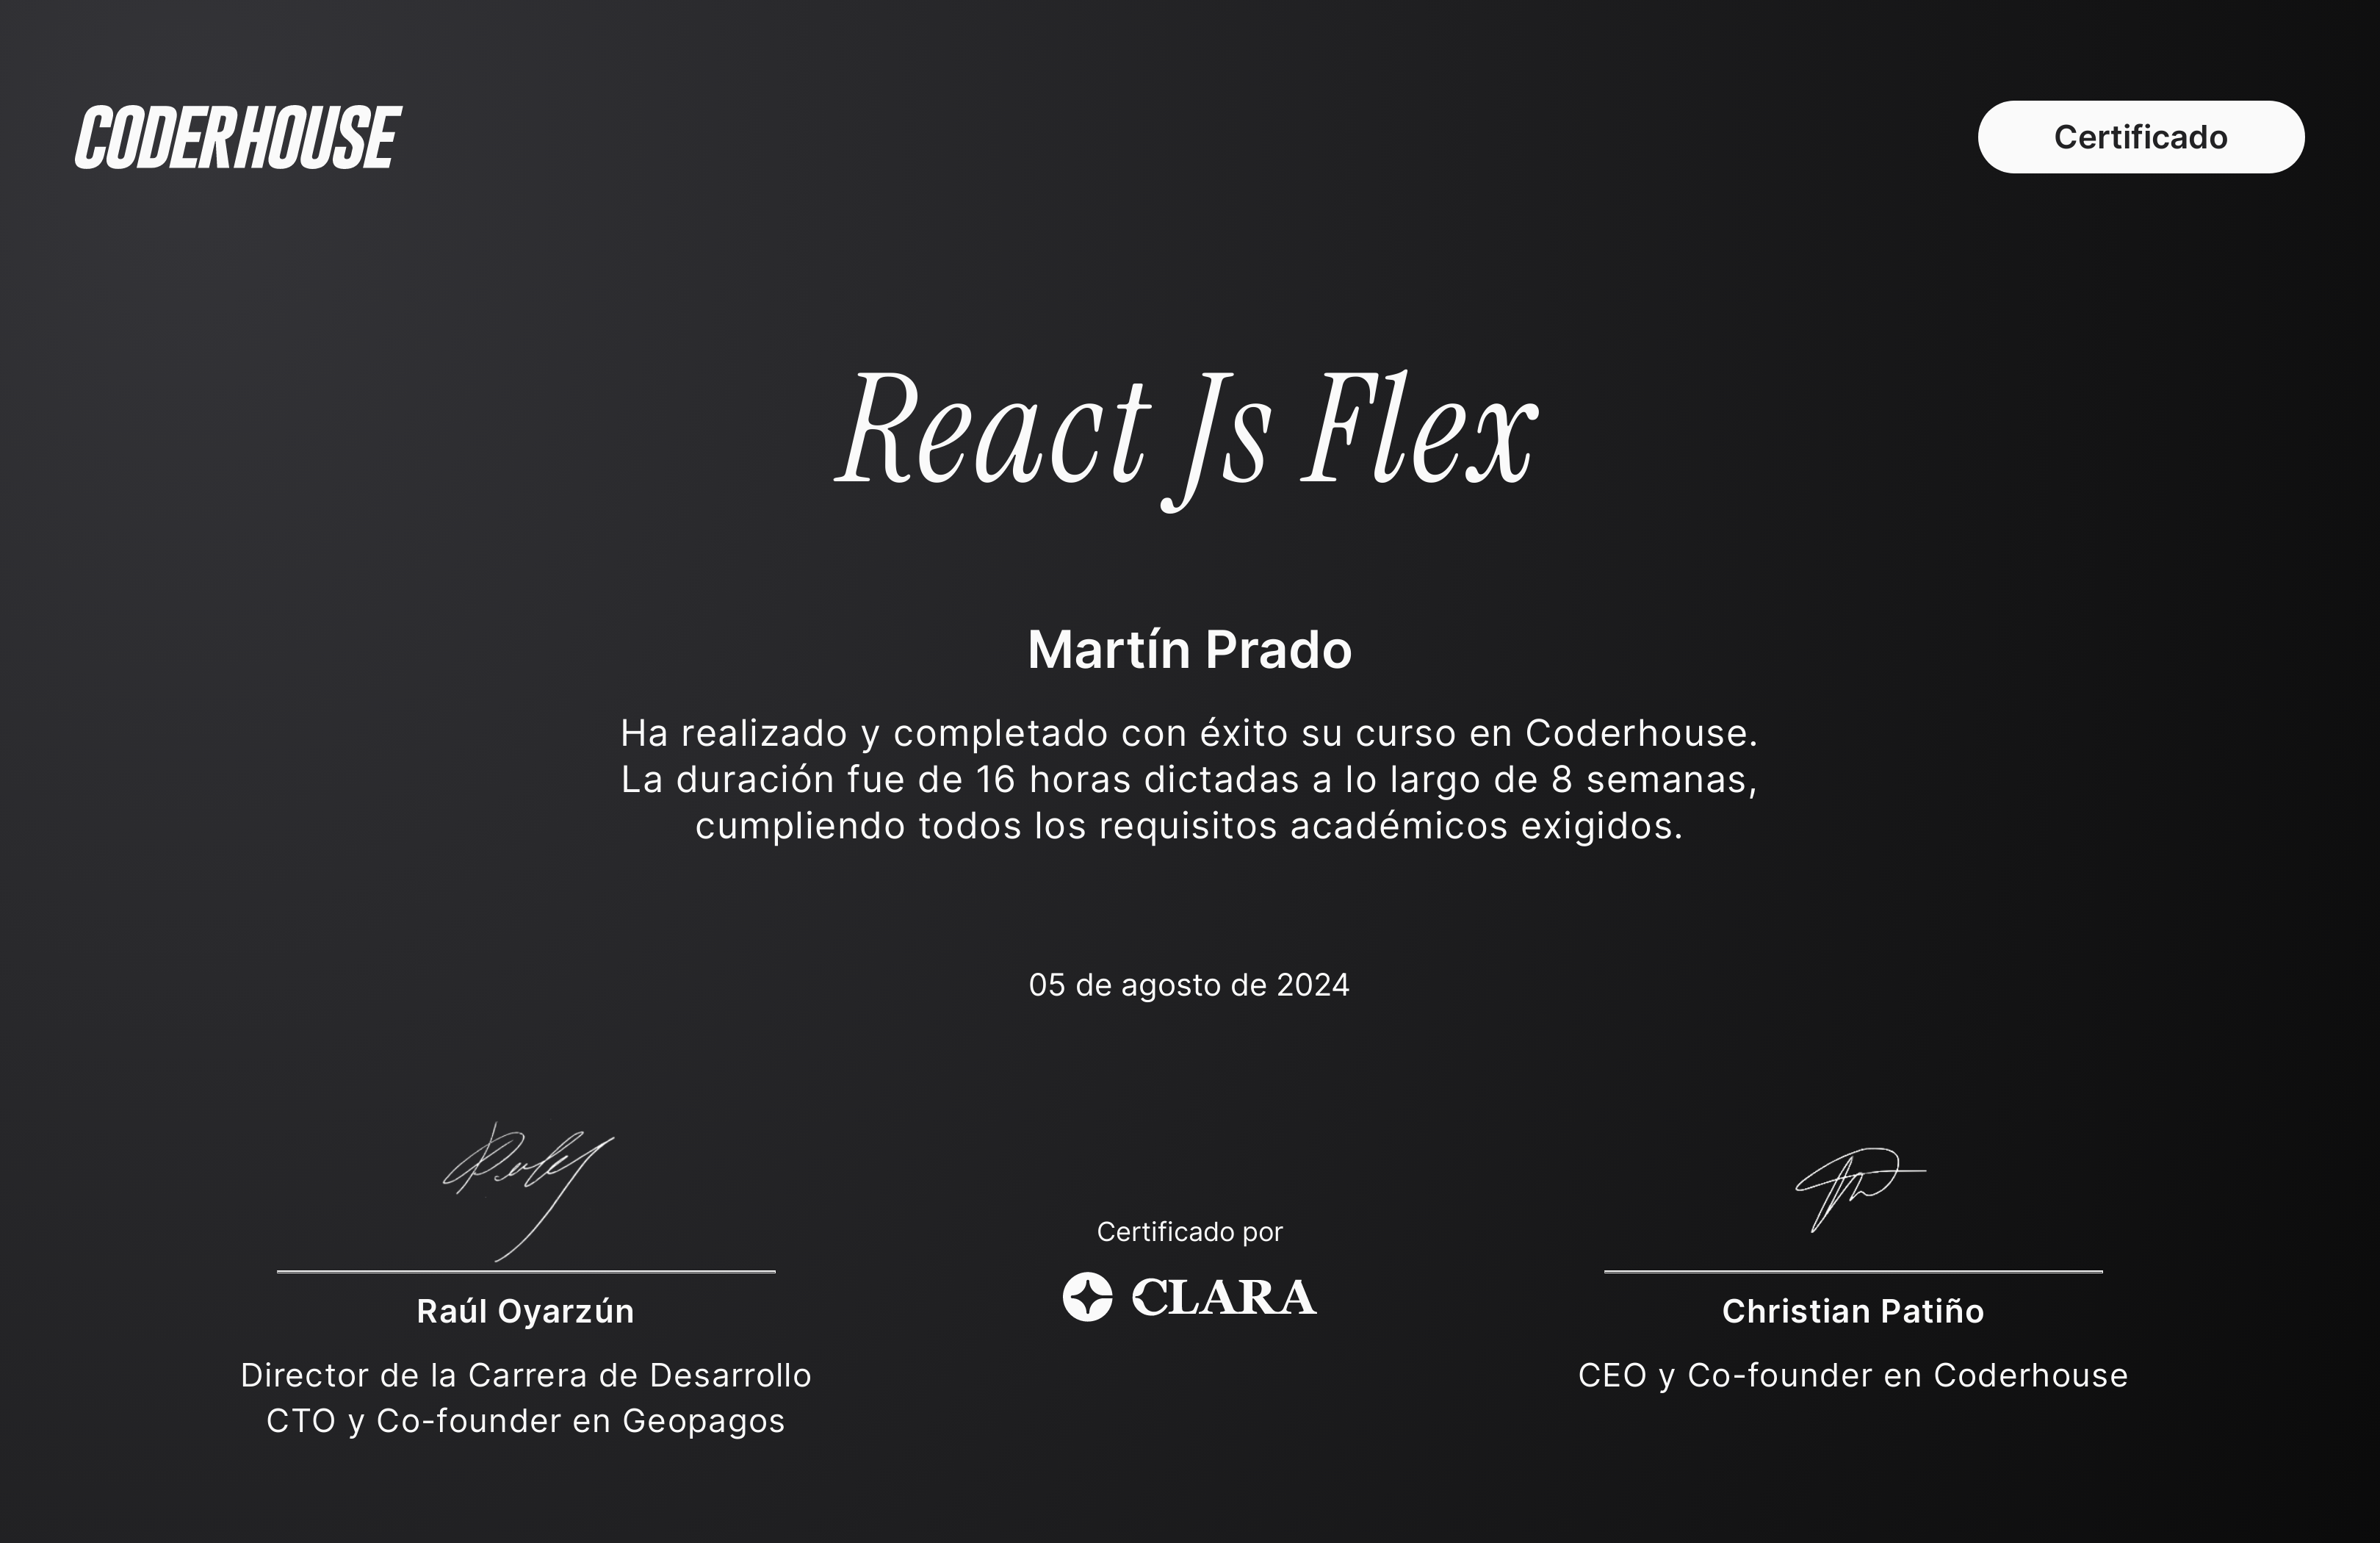 CODERHOUSE
Certificado
React Js Flex
Martín Prado
Ha realizado y completado con éxito su curso en Coderhouse.
La duración fue de 16 horas dictadas a lo largo de 8 semanas,
cumpliendo todos los requisitos académicos exigidos.
05 de agosto de 2024
Certificado por
CLARA
Raúl Oyarzún
Director de la Carrera de Desarrollo
CTO y Co-founder en Geopagos
Christian Patiño
CEO y Co-founder en Coderhouse